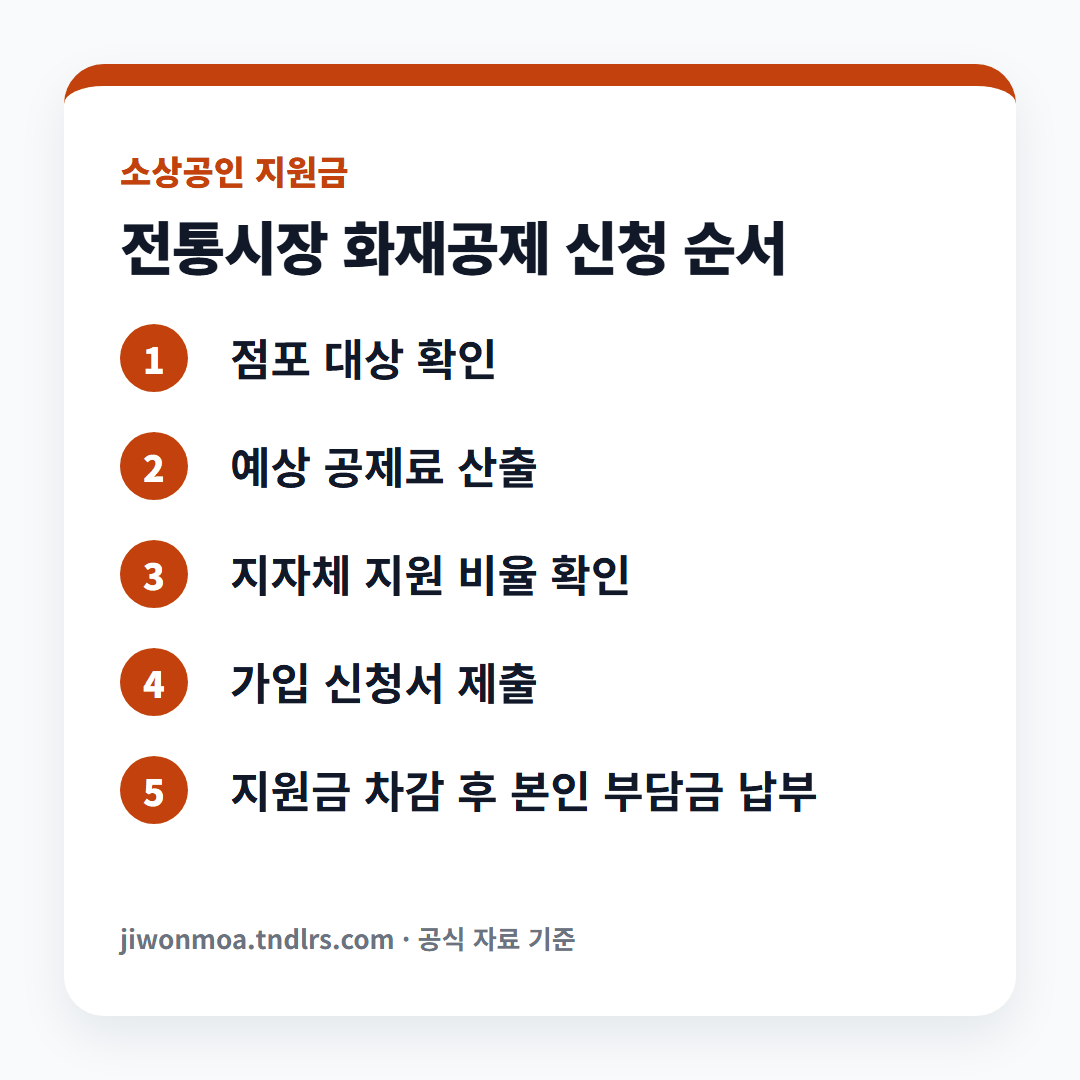 소상공인 지원금
전통시장 화재공제 신청 순서
1 점포 대상 확인
2 예상 공제료 산출
3 지자체 지원 비율 확인
4 가입 신청서 제출
5 지원금 차감 후 본인 부담금 납부
jiwonmoa.tndlrs.com · 공식 자료 기준